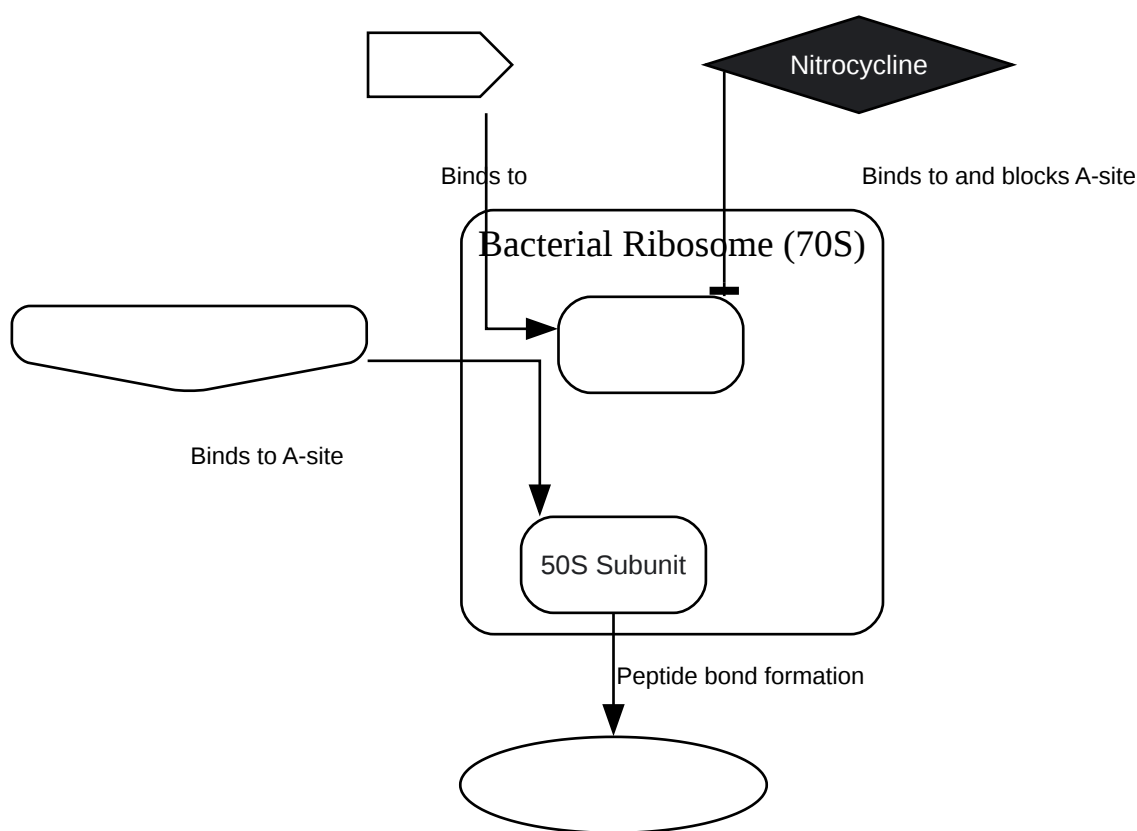 Nitrocycline
Binds to
Binds to and blocks A-site
Bacterial Ribosome (70S)
Binds to A-site
50S Subunit
Peptide bond formation